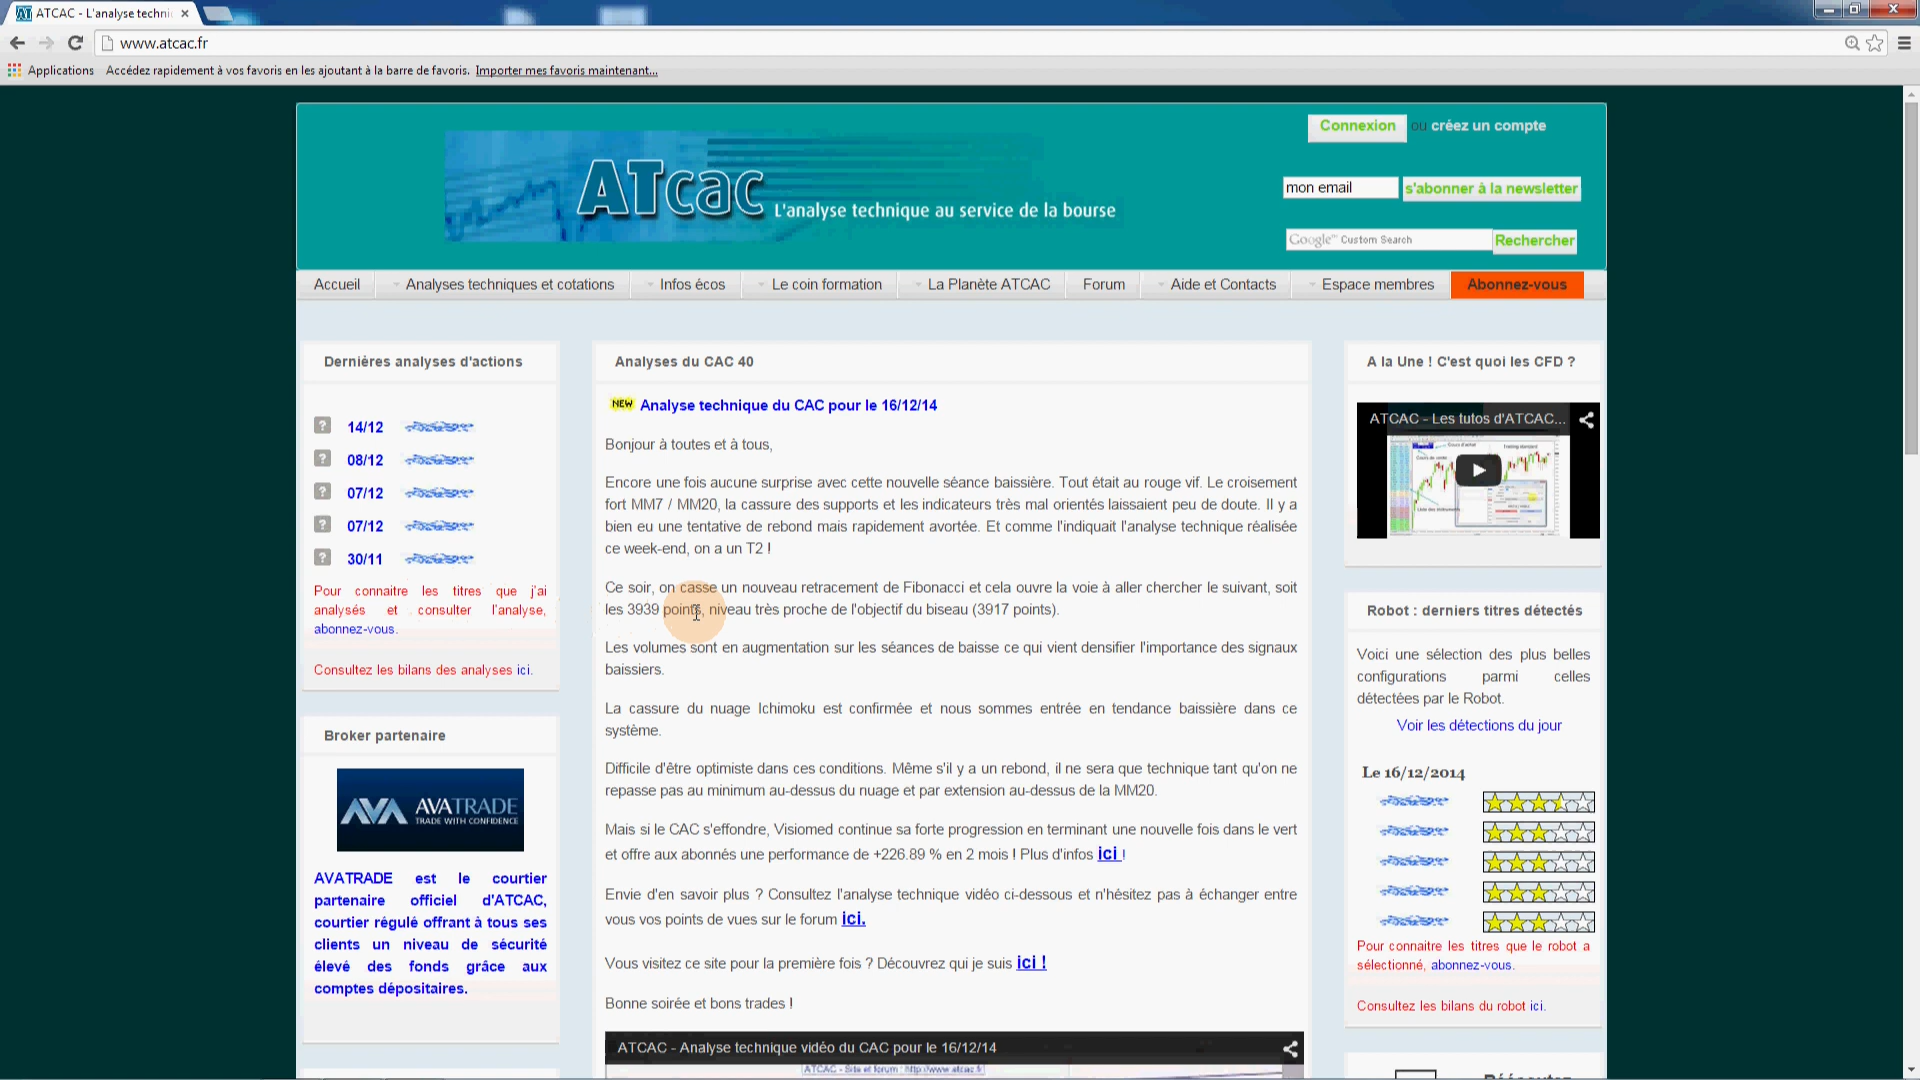 ATCAC - L'analyse techni
www.atcac.fr
Applications Accédez rapidement à vos favoris en les ajoutant à la barre de favoris. Importer mes favoris maintenant...
Connexion ou créez un compte
ATcac
L'analyse technique au service de la bourse
mon email s'abonner à la newsletter
Google™ Custom Search Rechercher
Accueil Analyses techniques et cotations Infos écos Le coin formation La Planète ATCAC Forum Aide et Contacts Espace membres Abonnez-vous
Dernières analyses d'actions
14/12
08/12
07/12
07/12
30/11
Pour connaitre les titres que j'ai
analysés et consulter l'analyse,
abonnez-vous.
Consultez les bilans des analyses ici.
Broker partenaire
AVATRADE
TRADE WITH CONFIDENCE
AVATRADE est le courtier
partenaire officiel d'ATCAC,
courtier régulé offrant à tous ses
clients un niveau de sécurité
élevé des fonds grâce aux
comptes dépositaires.
Analyses du CAC 40
NEW Analyse technique du CAC pour le 16/12/14
Bonjour à toutes et à tous,
Encore une fois aucune surprise avec cette nouvelle séance baissière. Tout était au rouge vif. Le croisement
fort MM7 / MM20, la cassure des supports et les indicateurs très mal orientés laissaient peu de doute. Il y a
bien eu une tentative de rebond mais rapidement avortée. Et comme l'indiquait l'analyse technique réalisée
ce week-end, on a un T2 !
Ce soir, on casse un nouveau retracement de Fibonacci et cela ouvre la voie à aller chercher le suivant, soit
les 3939 points, niveau très proche de l'objectif du biseau (3917 points).
Les volumes sont en augmentation sur les séances de baisse ce qui vient densifier l'importance des signaux
baissiers.
La cassure du nuage Ichimoku est confirmée et nous sommes entrée en tendance baissière dans ce
système.
Difficile d'être optimiste dans ces conditions. Même s'il y a un rebond, il ne sera que technique tant qu'on ne
repasse pas au minimum au-dessus du nuage et par extension au-dessus de la MM20.
Mais si le CAC s'effondre, Visiomed continue sa forte progression en terminant une nouvelle fois dans le vert
et offre aux abonnés une performance de +226.89 % en 2 mois ! Plus d'infos ici !
Envie d'en savoir plus ? Consultez l'analyse technique vidéo ci-dessous et n'hésitez pas à échanger entre
vous vos points de vues sur le forum ici.
Vous visitez ce site pour la première fois ? Découvrez qui je suis ici !
Bonne soirée et bons trades !
ATCAC - Analyse technique vidéo du CAC pour le 16/12/14
ATCAC - Site et forum : http://www.atcac.fr
A la Une ! C'est quoi les CFD ?
ATCAC - Les tutos d'ATCAC...
Robot : derniers titres détectés
Voici une sélection des plus belles
configurations parmi celles
détectées par le Robot.
Voir les détections du jour
Le 16/12/2014
Pour connaitre les titres que le robot a
sélectionné, abonnez-vous.
Consultez les bilans du robot ici.